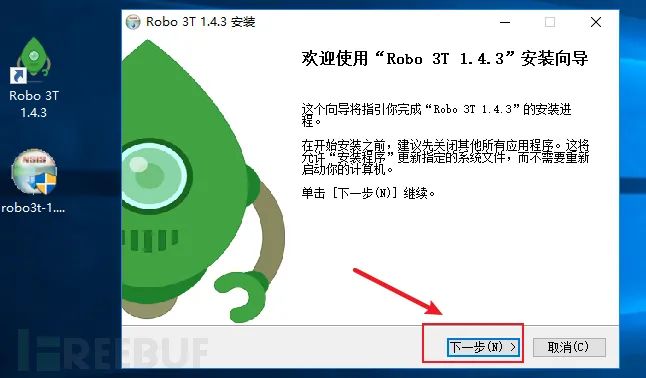 Robo 3T 1.4.3 安装
欢迎使用“Robo 3T 1.4.3”安装向导
这个向导将指引你完成“Robo 3T 1.4.3”的安装进
程。
在开始安装之前，建议先关闭其他所有应用程序。这将
允许“安装程序”更新指定的系统文件，而不需要重新
启动你的计算机。
单击 [下一步(N)] 继续。
下一步(N) >
取消(C)
Robo 3T
1.4.3
NSIS
robo3t-1....
FREEBUF